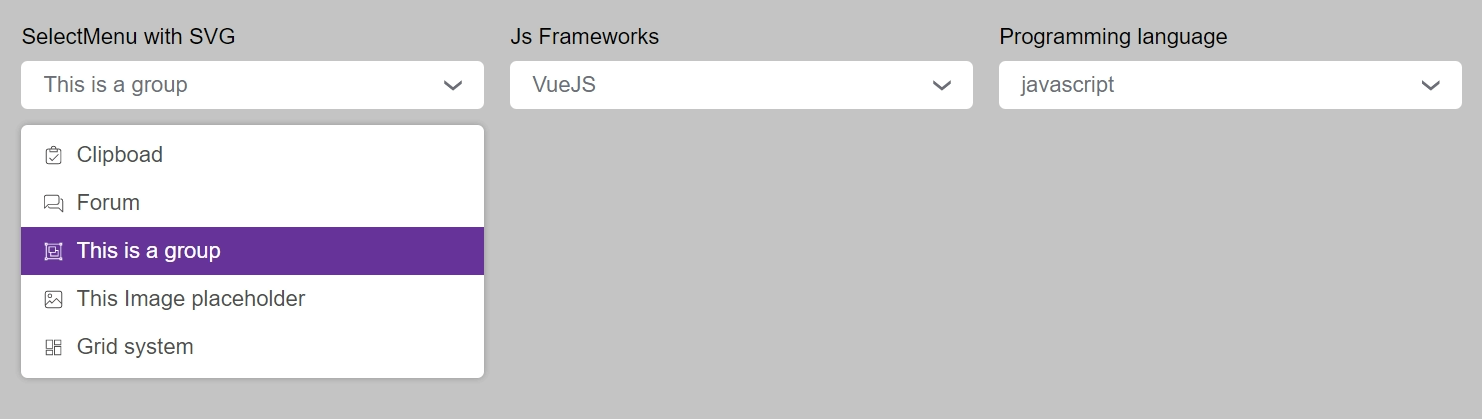 SelectMenu with SVG
Js Frameworks
Programming language
This is a group
VueJS
javascript
Clipboad
Forum
This is a group
This Image placeholder
Grid system